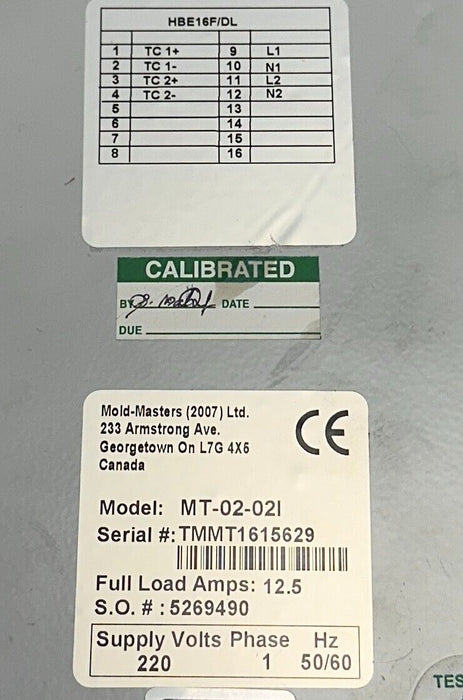 HBE16F/DL
1 TC 1+ 9 L1
2 TC 1- 10 N1
3 TC 2+ 11 L2
4 TC 2- 12 N2
5 13
6 14
7 15
8 16
CALIBRATED
BY DATE
DUE
Mold-Masters (2007) Ltd.
233 Armstrong Ave.
Georgetown On L7G 4X5
Canada
CE
Model: MT-02-02I
Serial #: TMMT1615629
Full Load Amps: 12.5
S.O. # : 5269490
Supply Volts Phase Hz
220 1 50/60
TES